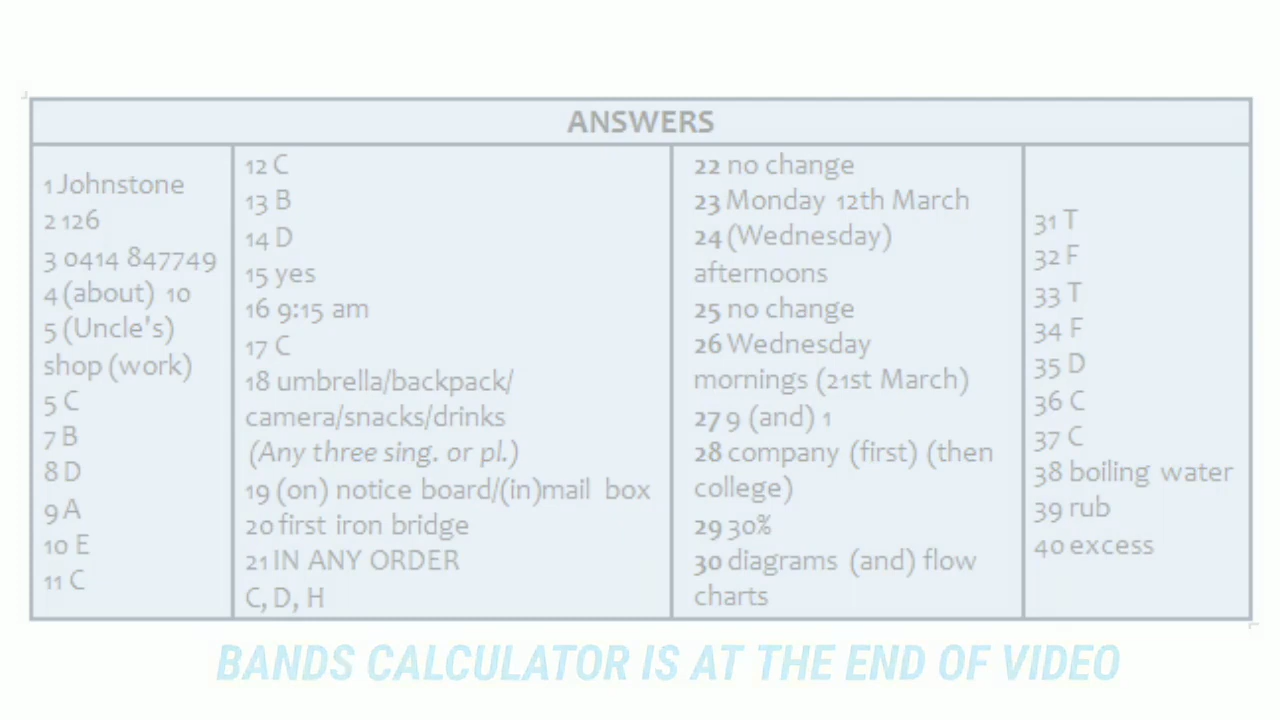 ANSWERS
1 Johnstone
2 126
3 0414 847749
4 (about) 10
5 (Uncle's)
shop (work)
5 C
7 B
8 D
9 A
10 E
11 C
12 C
13 B
14 D
15 yes
16 9:15 am
17 C
18 umbrella/backpack/
camera/snacks/drinks
(Any three sing. or pl.)
19 (on) notice board/(in)mail box
20 first iron bridge
21 IN ANY ORDER
C, D, H
22 no change
23 Monday 12th March
24 (Wednesday)
afternoons
25 no change
26 Wednesday
mornings (21st March)
27 9 (and) 1
28 company (first) (then
college)
29 30%
30 diagrams (and) flow
charts
31 T
32 F
33 T
34 F
35 D
36 C
37 C
38 boiling water
39 rub
40 excess
BANDS CALCULATOR IS AT THE END OF VIDEO